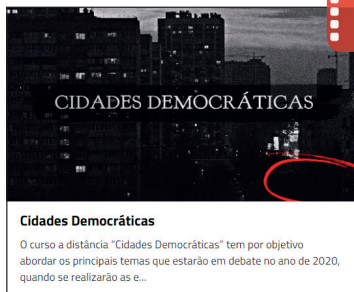 CIDADES DEMOCRÁTICAS
Cidades Democráticas
O curso a distância "Cidades Democráticas" tem por objetivo
abordar os principais temas que estarão em debate no ano de 2020,
quando se realizarão as e...